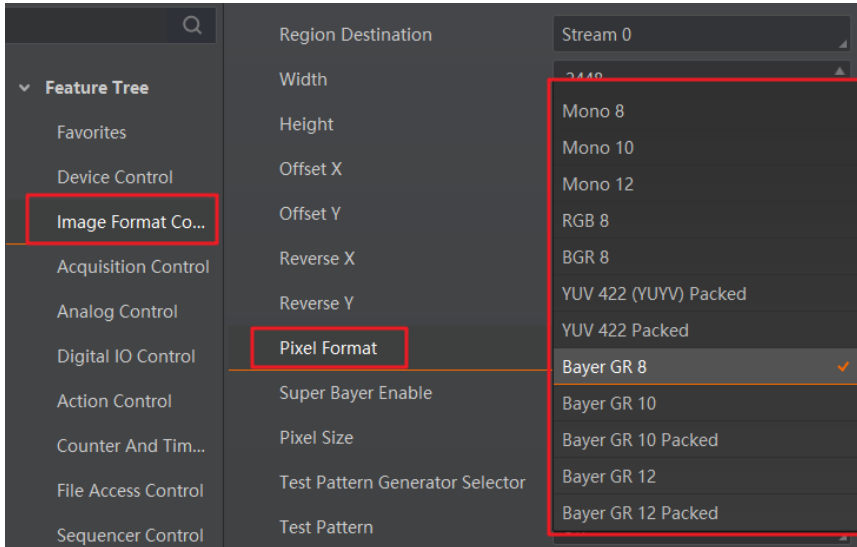 Feature Tree
Favorites
Device Control
Image Format Co...
Acquisition Control
Analog Control
Digital IO Control
Action Control
Counter And Tim...
File Access Control
Sequencer Control
Region Destination
Stream 0
Width
Height
Offset X
Offset Y
Reverse X
Reverse Y
Pixel Format
Super Bayer Enable
Pixel Size
Test Pattern Generator Selector
Test Pattern
Mono 8
Mono 10
Mono 12
RGB 8
BGR 8
YUV 422 (YUYV) Packed
YUV 422 Packed
Bayer GR 8
Bayer GR 10
Bayer GR 10 Packed
Bayer GR 12
Bayer GR 12 Packed